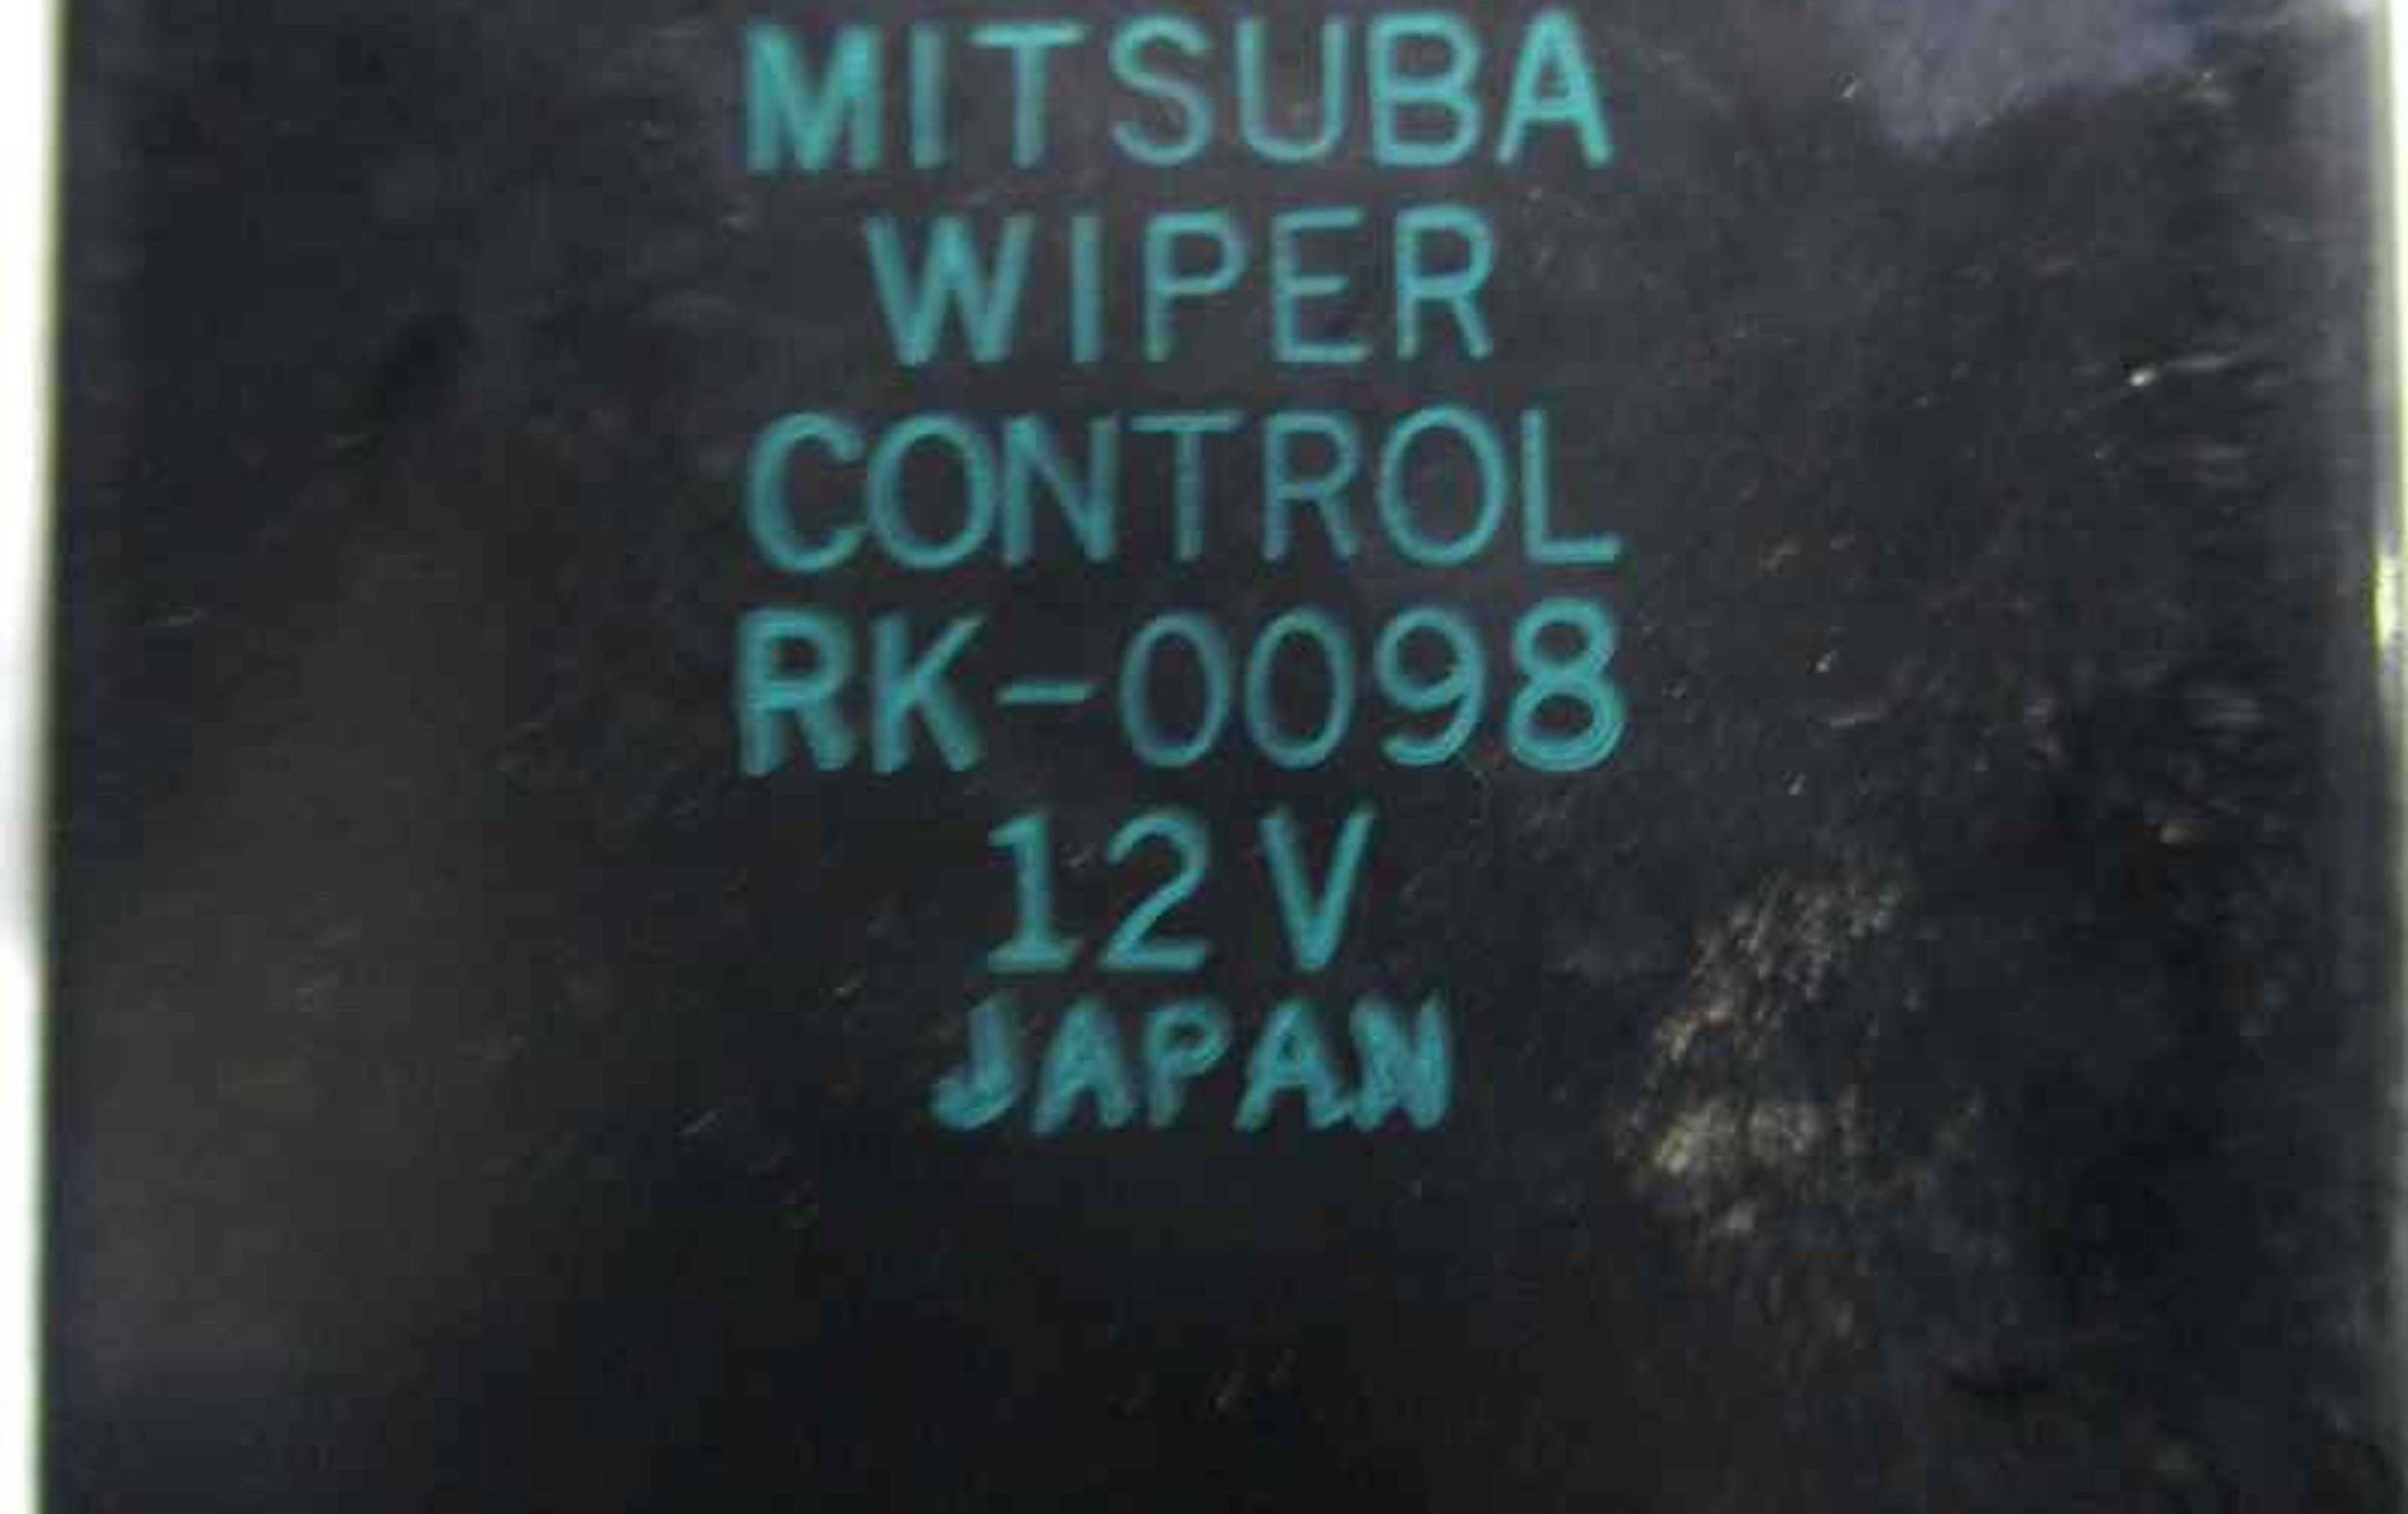 MITSUBA
WIPER
CONTROL
RK-0098
12V
JAPAN